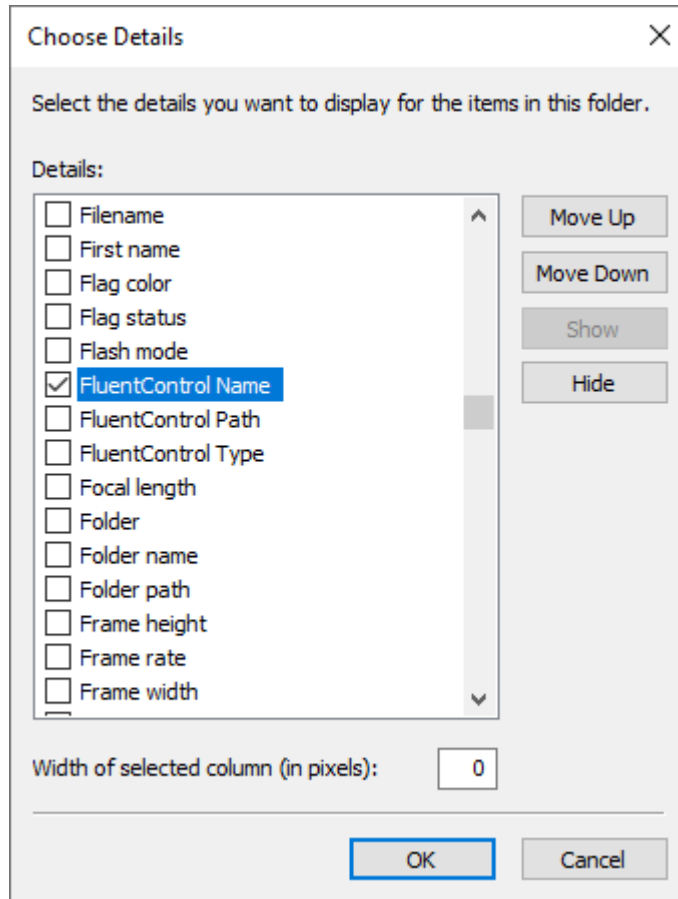 Choose Details
Select the details you want to display for the items in this folder.
Details:
Filename
First name
Flag color
Flag status
Flash mode
FluentControl Name
FluentControl Path
FluentControl Type
Focal length
Folder
Folder name
Folder path
Frame height
Frame rate
Frame width
Move Up
Move Down
Show
Hide
Width of selected column (in pixels): 0
OK Cancel